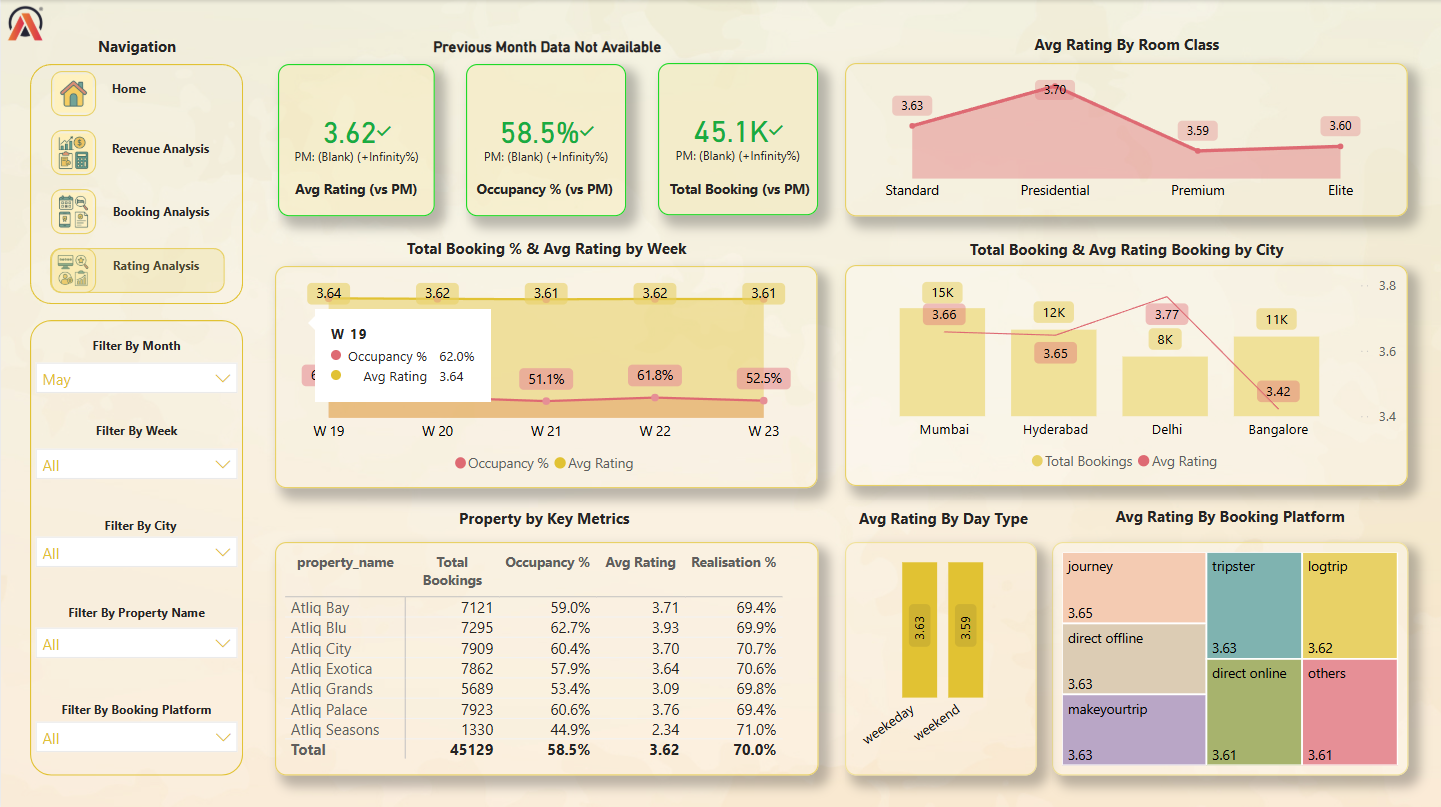 Navigation
Home
Revenue Analysis
Booking Analysis
Rating Analysis
Filter By Month
May
Filter By Week
All
Filter By City
All
Filter By Property Name
All
Filter By Booking Platform
All
Previous Month Data Not Available
3.62
PM: (Blank) (+Infinity%)
Avg Rating (vs PM)
58.5%
PM: (Blank) (+Infinity%)
Occupancy % (vs PM)
45.1K
PM: (Blank) (+Infinity%)
Total Booking (vs PM)
Avg Rating By Room Class
3.63
3.70
3.59
3.60
Standard Presidential Premium Elite
Total Booking % & Avg Rating by Week
3.64 3.62 3.61 3.62 3.61
W 19
Occupancy % 62.0%
Avg Rating 3.64
51.1% 61.8% 52.5%
W 19 W 20 W 21 W 22 W 23
Occupancy % Avg Rating
Total Booking & Avg Rating Booking by City
15K 12K 8K 11K
3.66 3.65 3.77 3.42
3.8
3.6
3.4
Mumbai Hyderabad Delhi Bangalore
Total Bookings Avg Rating
Property by Key Metrics
property_name Total Bookings Occupancy % Avg Rating Realisation %
Atliq Bay 7121 59.0% 3.71 69.4%
Atliq Blu 7295 62.7% 3.93 69.9%
Atliq City 7909 60.4% 3.70 70.7%
Atliq Exotica 7862 57.9% 3.64 70.6%
Atliq Grands 5689 53.4% 3.09 69.8%
Atliq Palace 7923 60.6% 3.76 69.4%
Atliq Seasons 1330 44.9% 2.34 71.0%
Total 45129 58.5% 3.62 70.0%
Avg Rating By Day Type
3.63
3.59
weekeday
weekend
Avg Rating By Booking Platform
journey
3.65
direct offline
3.63
makeyourtrip
3.63
tripster
3.63
direct online
3.61
logtrip
3.62
others
3.61